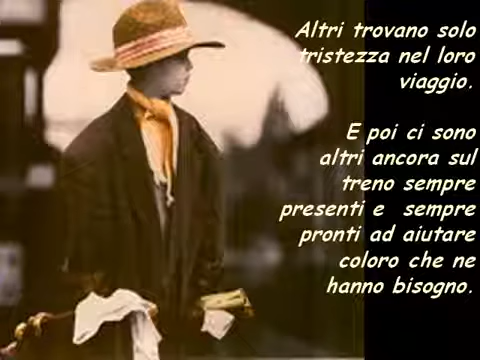 Altri trovano solo
tristezza nel loro
viaggio.
E poi ci sono
altri ancora sul
treno sempre
presenti e sempre
pronti ad aiutare
coloro che ne
hanno bisogno.